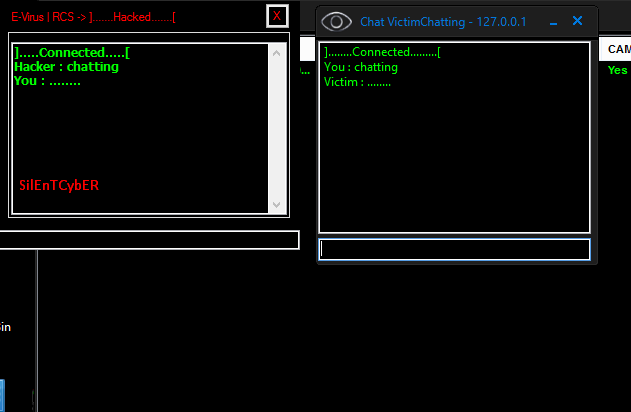 E-Virus | RCS -> ].......Hacked.......[
X
].....Connected.....[
Hacker : chatting
You : ........
SilEnTCybER
Chat VictimChatting - 127.0.0.1
]........Connected.........[
You : chatting
Victim : ........
CAM
...
Yes